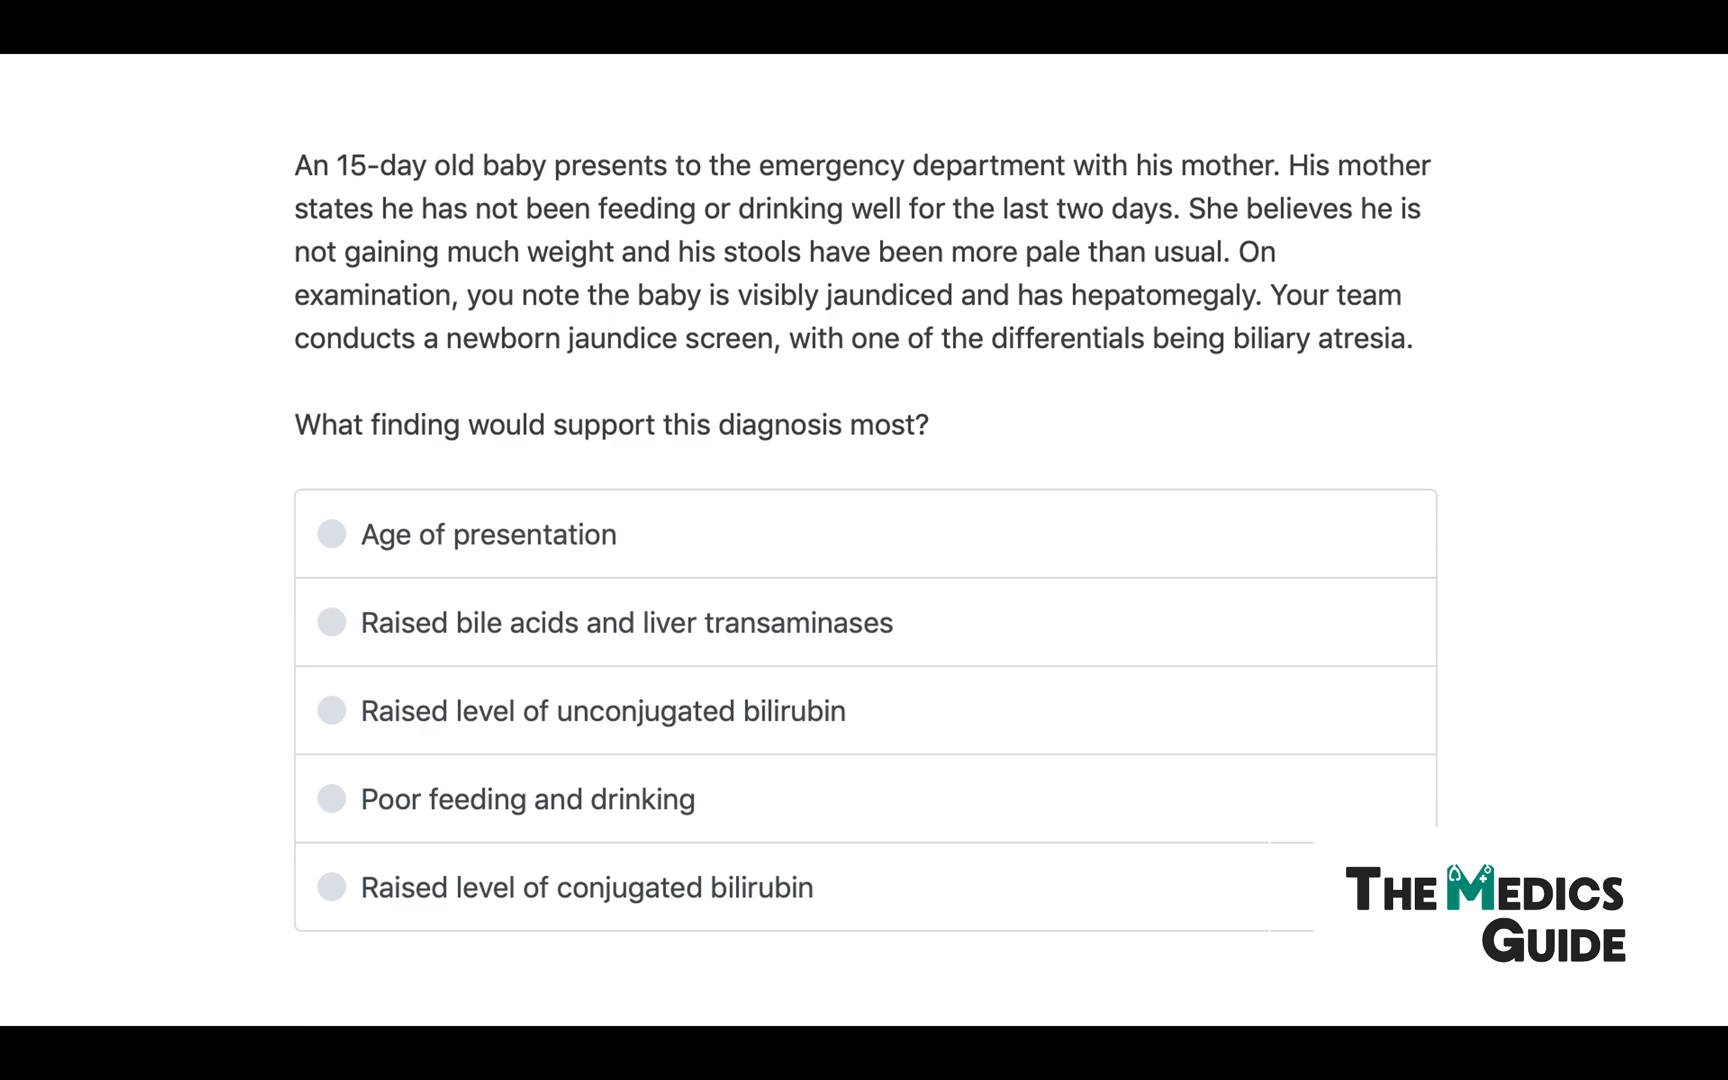 An 15-day old baby presents to the emergency department with his mother. His mother
states he has not been feeding or drinking well for the last two days. She believes he is
not gaining much weight and his stools have been more pale than usual. On
examination, you note the baby is visibly jaundiced and has hepatomegaly. Your team
conducts a newborn jaundice screen, with one of the differentials being biliary atresia.
What finding would support this diagnosis most?
Age of presentation
Raised bile acids and liver transaminases
Raised level of unconjugated bilirubin
Poor feeding and drinking
Raised level of conjugated bilirubin
THE MEDICS
GUIDE